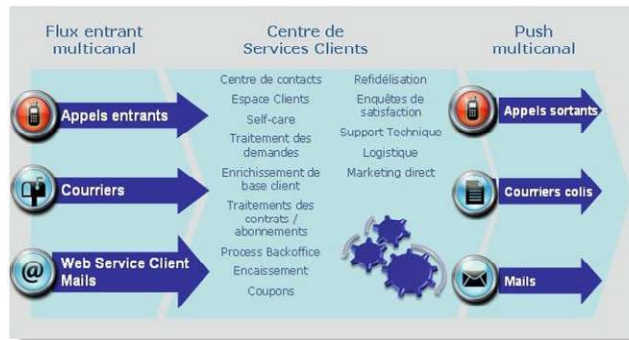 Flux entrant
multicanal
Centre de
Services Clients
Push
multicanal
Appels entrants
Courriers
@
Web Service Client
Mails
Centre de contacts
Espace Clients
Self-care
Traitement des
demandes
Enrichissement de
base client
Traitements des
contrats /
abonnements
Process Backoffice
Encaissement
Coupons
Refidélisation
Enquêtes de
satisfaction
Support Technique
Logistique
Marketing direct
Appels sortants
Courriers colis
Mails